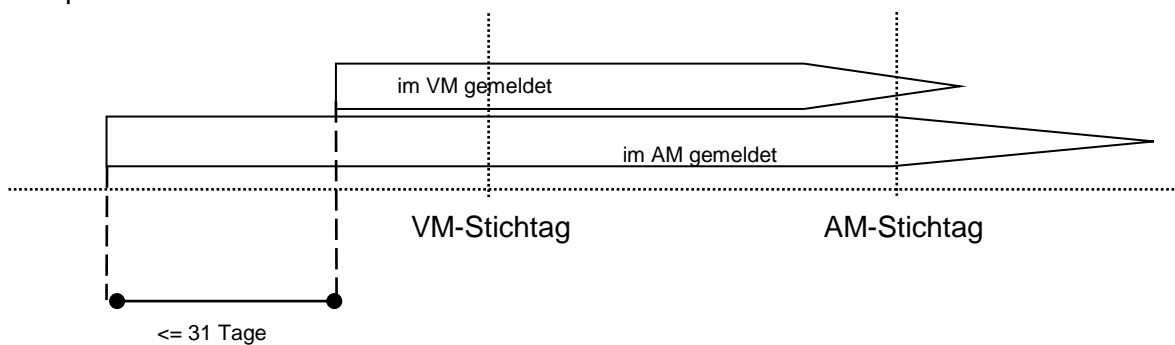 im VM gemeldet
im AM gemeldet
VM-Stichtag
AM-Stichtag
<= 31 Tage